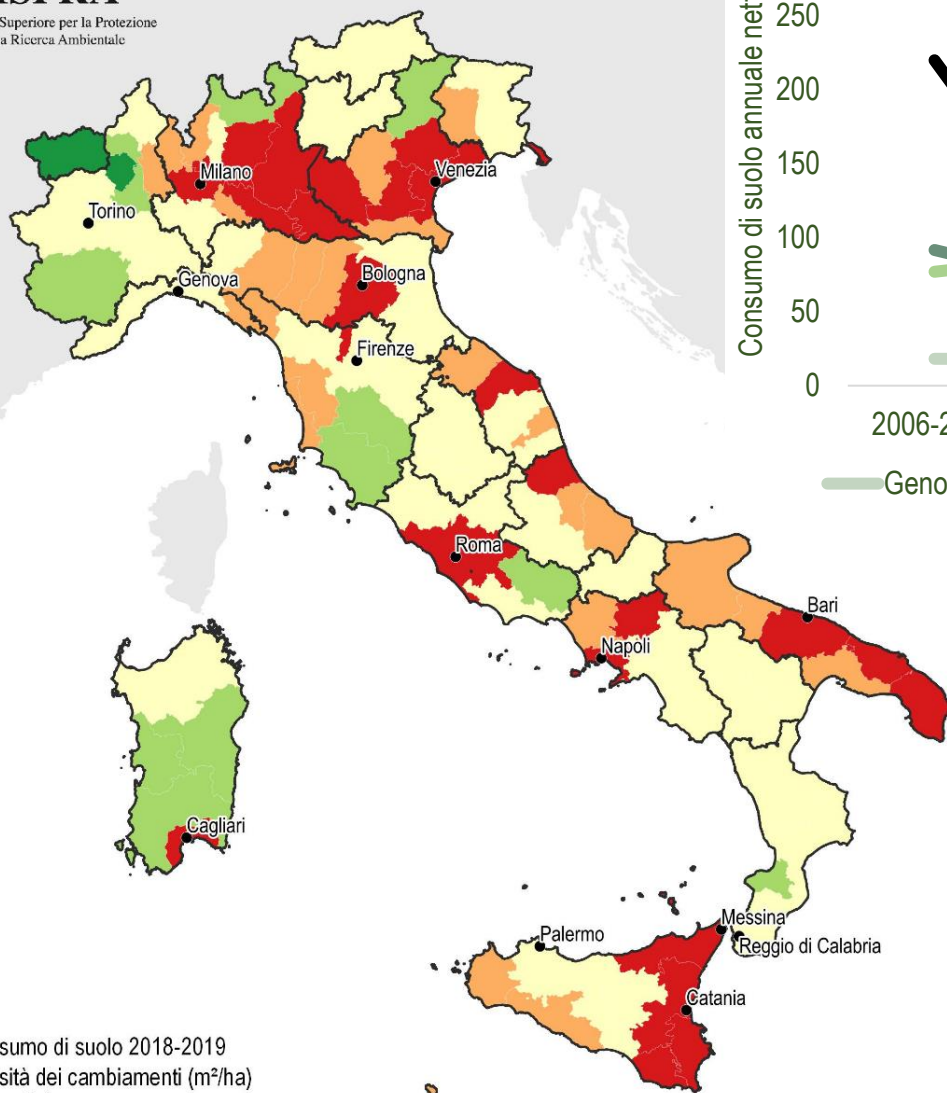 Superiore per la Protezione
a Ricerca Ambientale
Milano
Venezia
Torino
Genova
Bologna
Firenze
Roma
Bari
Napoli
Cagliari
Messina
Palermo
Reggio di Calabria
Catania
sumo di suolo 2018-2019
sità dei cambiamenti (m²/ha)
Consumo di suolo annuale net
250
200
150
100
50
0
2006-2
Geno